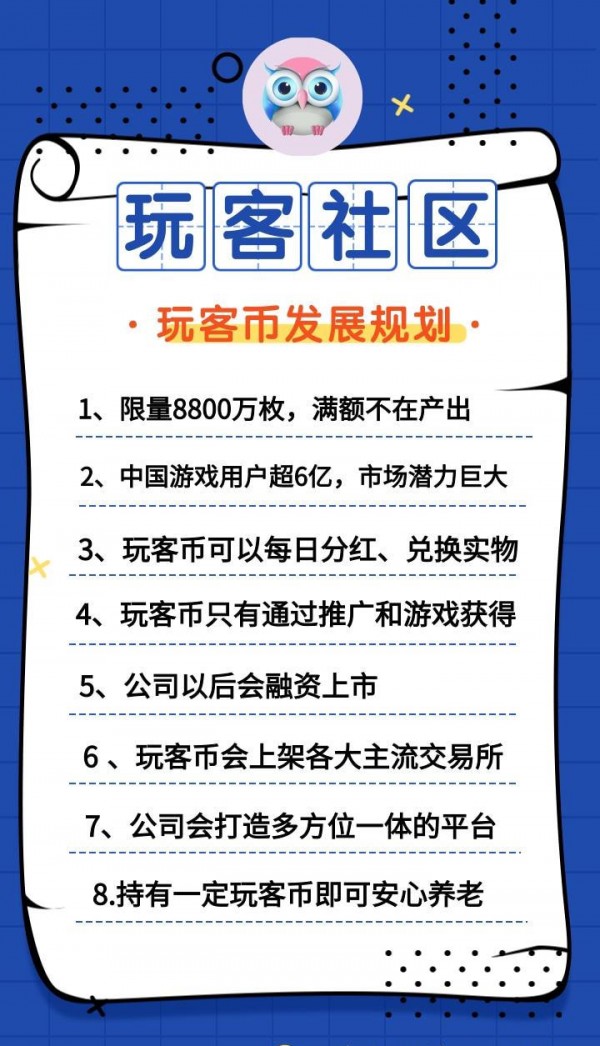 玩客社区
·玩客币发展规划·
1、限量8800万枚，满额不在产出
2、中国游戏用户超6亿，市场潜力巨大
3、玩客币可以每日分红、兑换实物
4、玩客币只有通过推广和游戏获得
5、公司以后会融资上市
6 、玩客币会上架各大主流交易所
7、公司会打造多方位一体的平台
8.持有一定玩客币即可安心养老